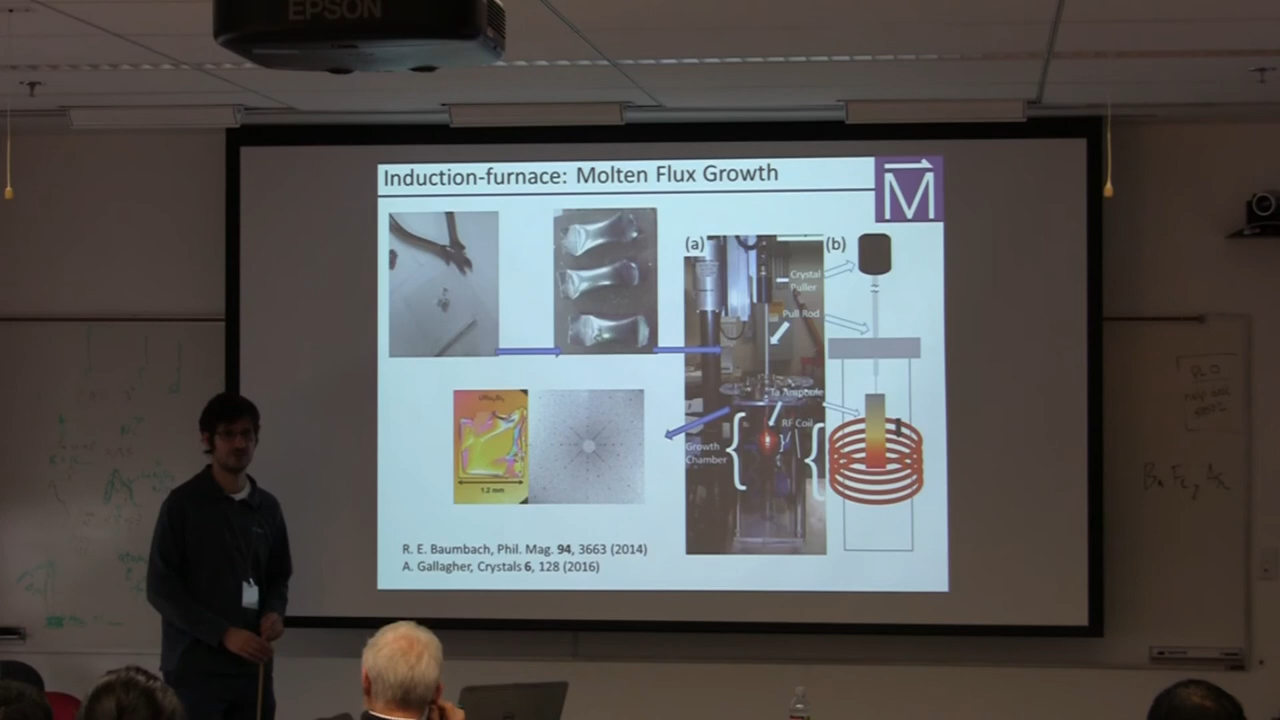 EPSON
Induction-furnace: Molten Flux Growth
M
(a)
(b)
Crystal
Puller
Pull Rod
Ta Ampoule
RF Coil
Growth
Chamber
URu₂Si₂
1.2 mm
R. E. Baumbach, Phil. Mag. 94, 3663 (2014)
A. Gallagher, Crystals 6, 128 (2016)